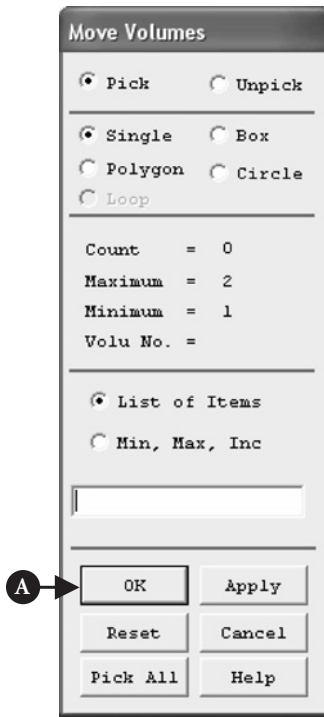 Move Volumes
Pick Unpick
Single Box
Polygon Circle
Loop
Count = 0
Maximum = 2
Minimum = 1
Volu No. =
List of Items
Min, Max, Inc
A OK Apply
Reset Cancel
Pick All Help